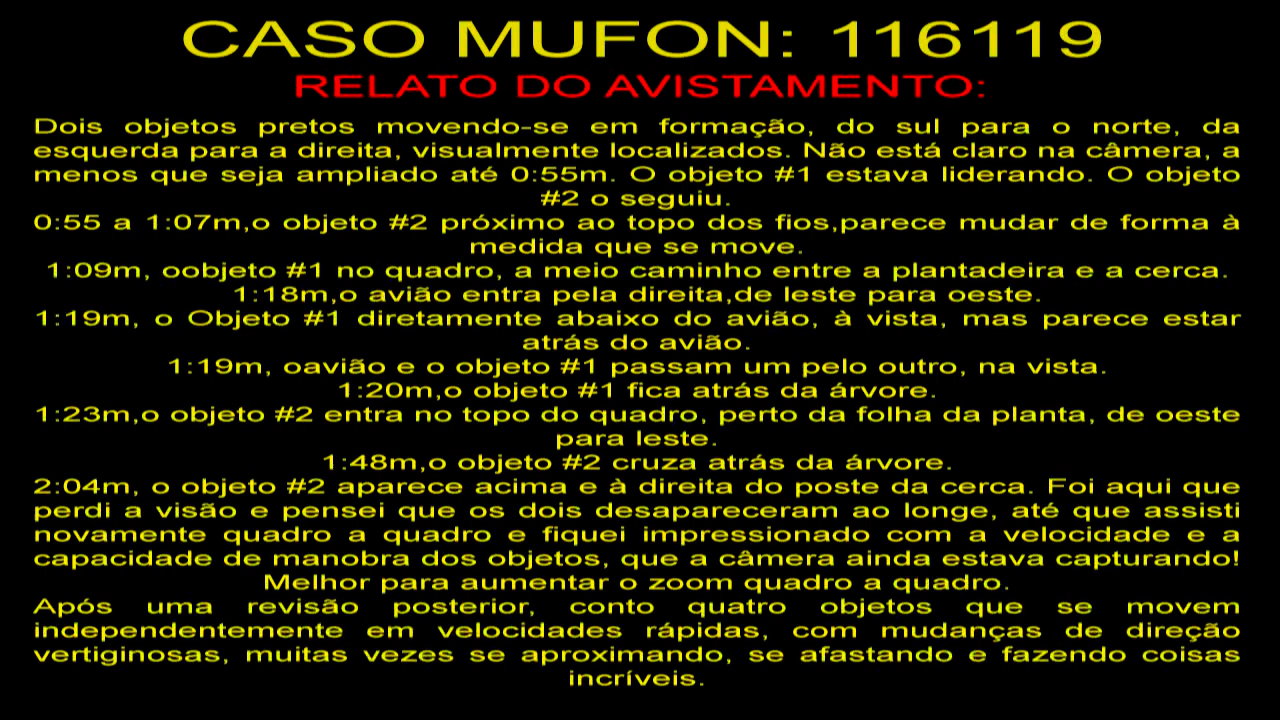 CASO MUFON: 116119
RELATO DO AVISTAMENTO:
Dois objetos pretos movendo-se em formação, do sul para o norte, da
esquerda para a direita, visualmente localizados. Não está claro na câmera, a
menos que seja ampliado até 0:55m. O objeto #1 estava liderando. O objeto
#2 o seguiu.
0:55 a 1:07m,o objeto #2 próximo ao topo dos fios,parece mudar de forma à
medida que se move.
1:09m, oobjeto #1 no quadro, a meio caminho entre a plantadeira e a cerca.
1:18m,o avião entra pela direita,de leste para oeste.
1:19m, o Objeto #1 diretamente abaixo do avião, à vista, mas parece estar
atrás do avião.
1:19m, oavião e o objeto #1 passam um pelo outro, na vista.
1:20m,o objeto #1 fica atrás da árvore.
1:23m,o objeto #2 entra no topo do quadro, perto da folha da planta, de oeste
para leste.
1:48m,o objeto #2 cruza atrás da árvore.
2:04m, o objeto #2 aparece acima e à direita do poste da cerca. Foi aqui que
perdi a visão e pensei que os dois desapareceram ao longe, até que assisti
novamente quadro a quadro e fiquei impressionado com a velocidade e a
capacidade de manobra dos objetos, que a câmera ainda estava capturando!
Melhor para aumentar o zoom quadro a quadro.
Após uma revisão posterior, conto quatro objetos que se movem
independentemente em velocidades rápidas, com mudanças de direção
vertiginosas, muitas vezes se aproximando, se afastando e fazendo coisas
incríveis.